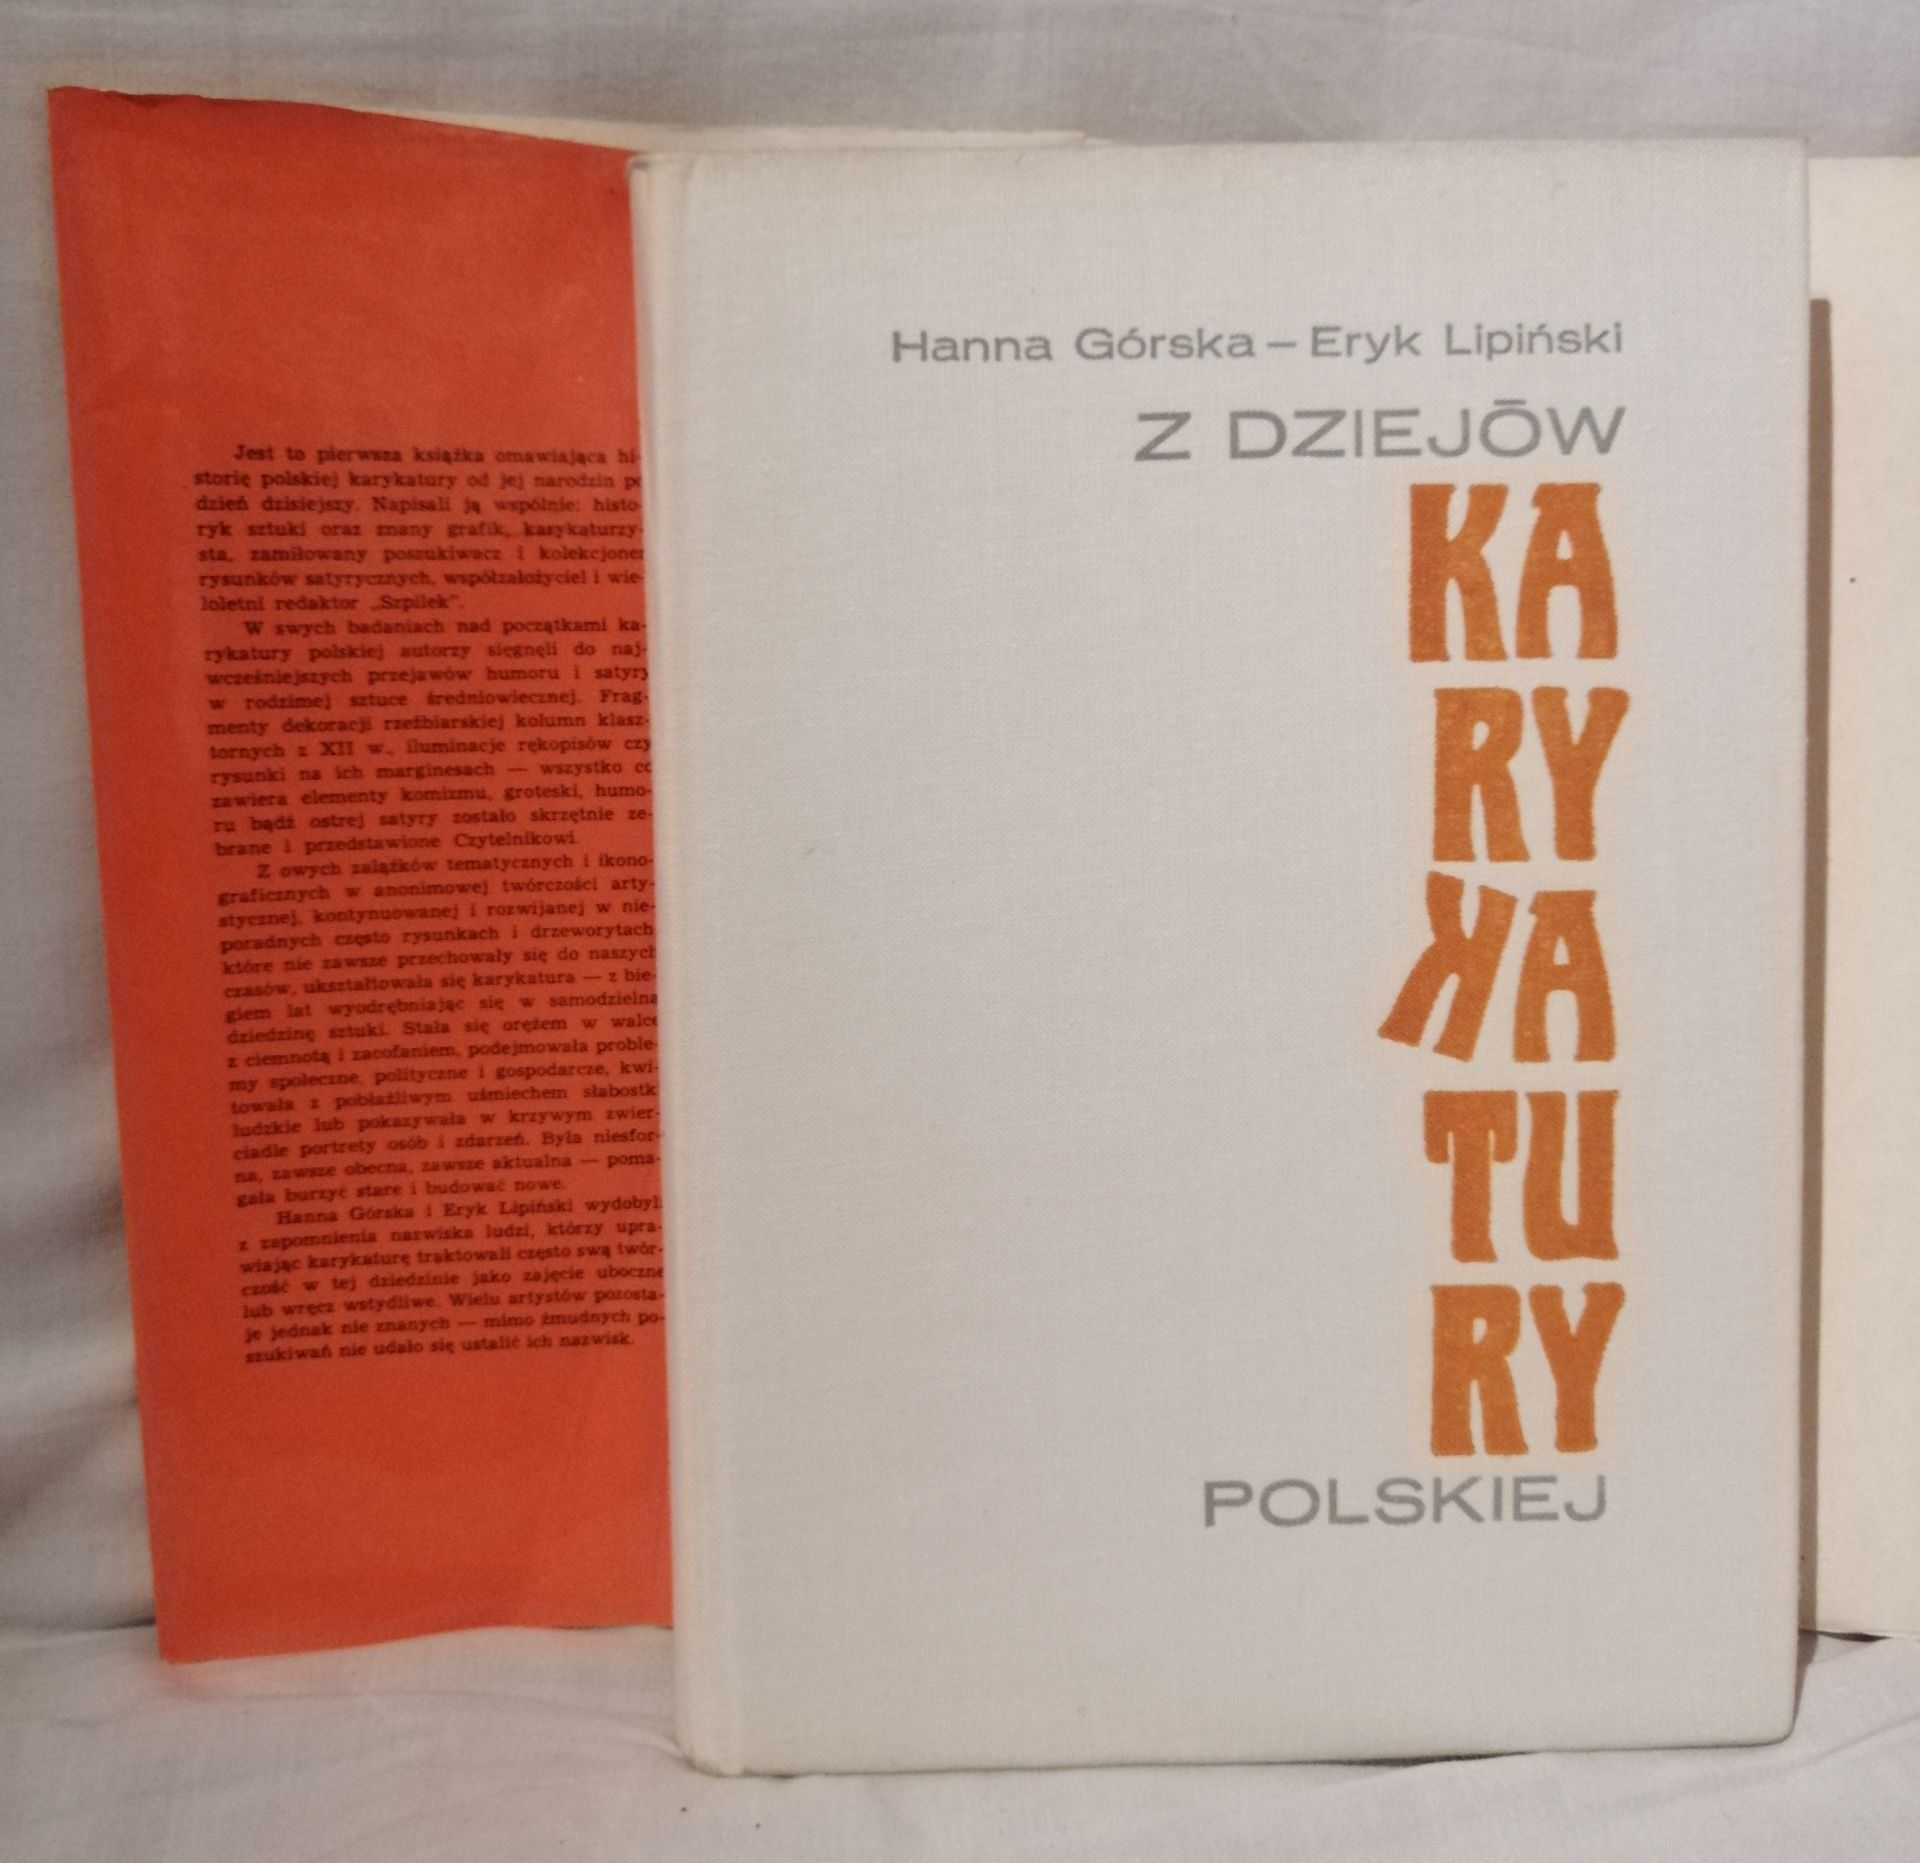 Jest to pierwsza książka omawiająca hi-
storię polskiej karykatury od jej narodzin po
dzień dzisiejszy. Napisali ją wspólnie: histo-
ryk sztuki oraz znany grafik, karykaturzy-
sta, zamiłowany poszukiwacz i kolekcjoner
rysunków satyrycznych, współzałożyciel i wie-
loletni redaktor „Szpilek".
W swych badaniach nad początkami ka-
rykatury polskiej autorzy sięgnęli do naj-
wcześniejszych przejawów humoru i satyry
w rodzimej sztuce średniowiecznej. Frag-
menty dekoracji rzeźbiarskiej kolumn klasz-
tornych z XII w., iluminacje rękopisów czy
rysunki na ich marginesach — wszystko co
zawiera elementy komizmu, groteski, humo-
ru bądź ostrej satyry zostało skrzętnie ze-
brane i przedstawione Czytelnikowi.
Z owych zalążków tematycznych i ikono-
graficznych w anonimowej twórczości arty-
stycznej, kontynuowanej i rozwijanej w nie-
poradnych często rysunkach i drzeworytach
które nie zawsze przechowały się do naszych
czasów, ukształtowała się karykatura — z bie-
giem lat wyodrębniając się w samodzielną
dziedzinę sztuki. Stała się orężem w walce
z ciemnotą i zacofaniem, podejmowała proble-
my społeczne, polityczne i gospodarcze, kwi-
towała z pobłażliwym uśmiechem słabostk
ludzkie lub pokazywała w krzywym zwier-
ciadle portrety osób i zdarzeń. Była niesfor-
na, zawsze obecna, zawsze aktualna — poma-
gała burzyć stare i budować nowe.
Hanna Górska i Eryk Lipiński wydobyli
z zapomnienia nazwiska ludzi, którzy upra-
wiając karykaturę traktowali często swą twór-
czość w tej dziedzinie jako zajęcie uboczne
lub wręcz wstydliwe. Wielu artystów pozosta-
je jednak nie znanych — mimo żmudnych po-
szukiwań nie udało się ustalić ich nazwisk.
Hanna Górska – Eryk Lipiński
Z DZIEJÓW
KA
RY
KA
TU
RY
POLSKIEJ